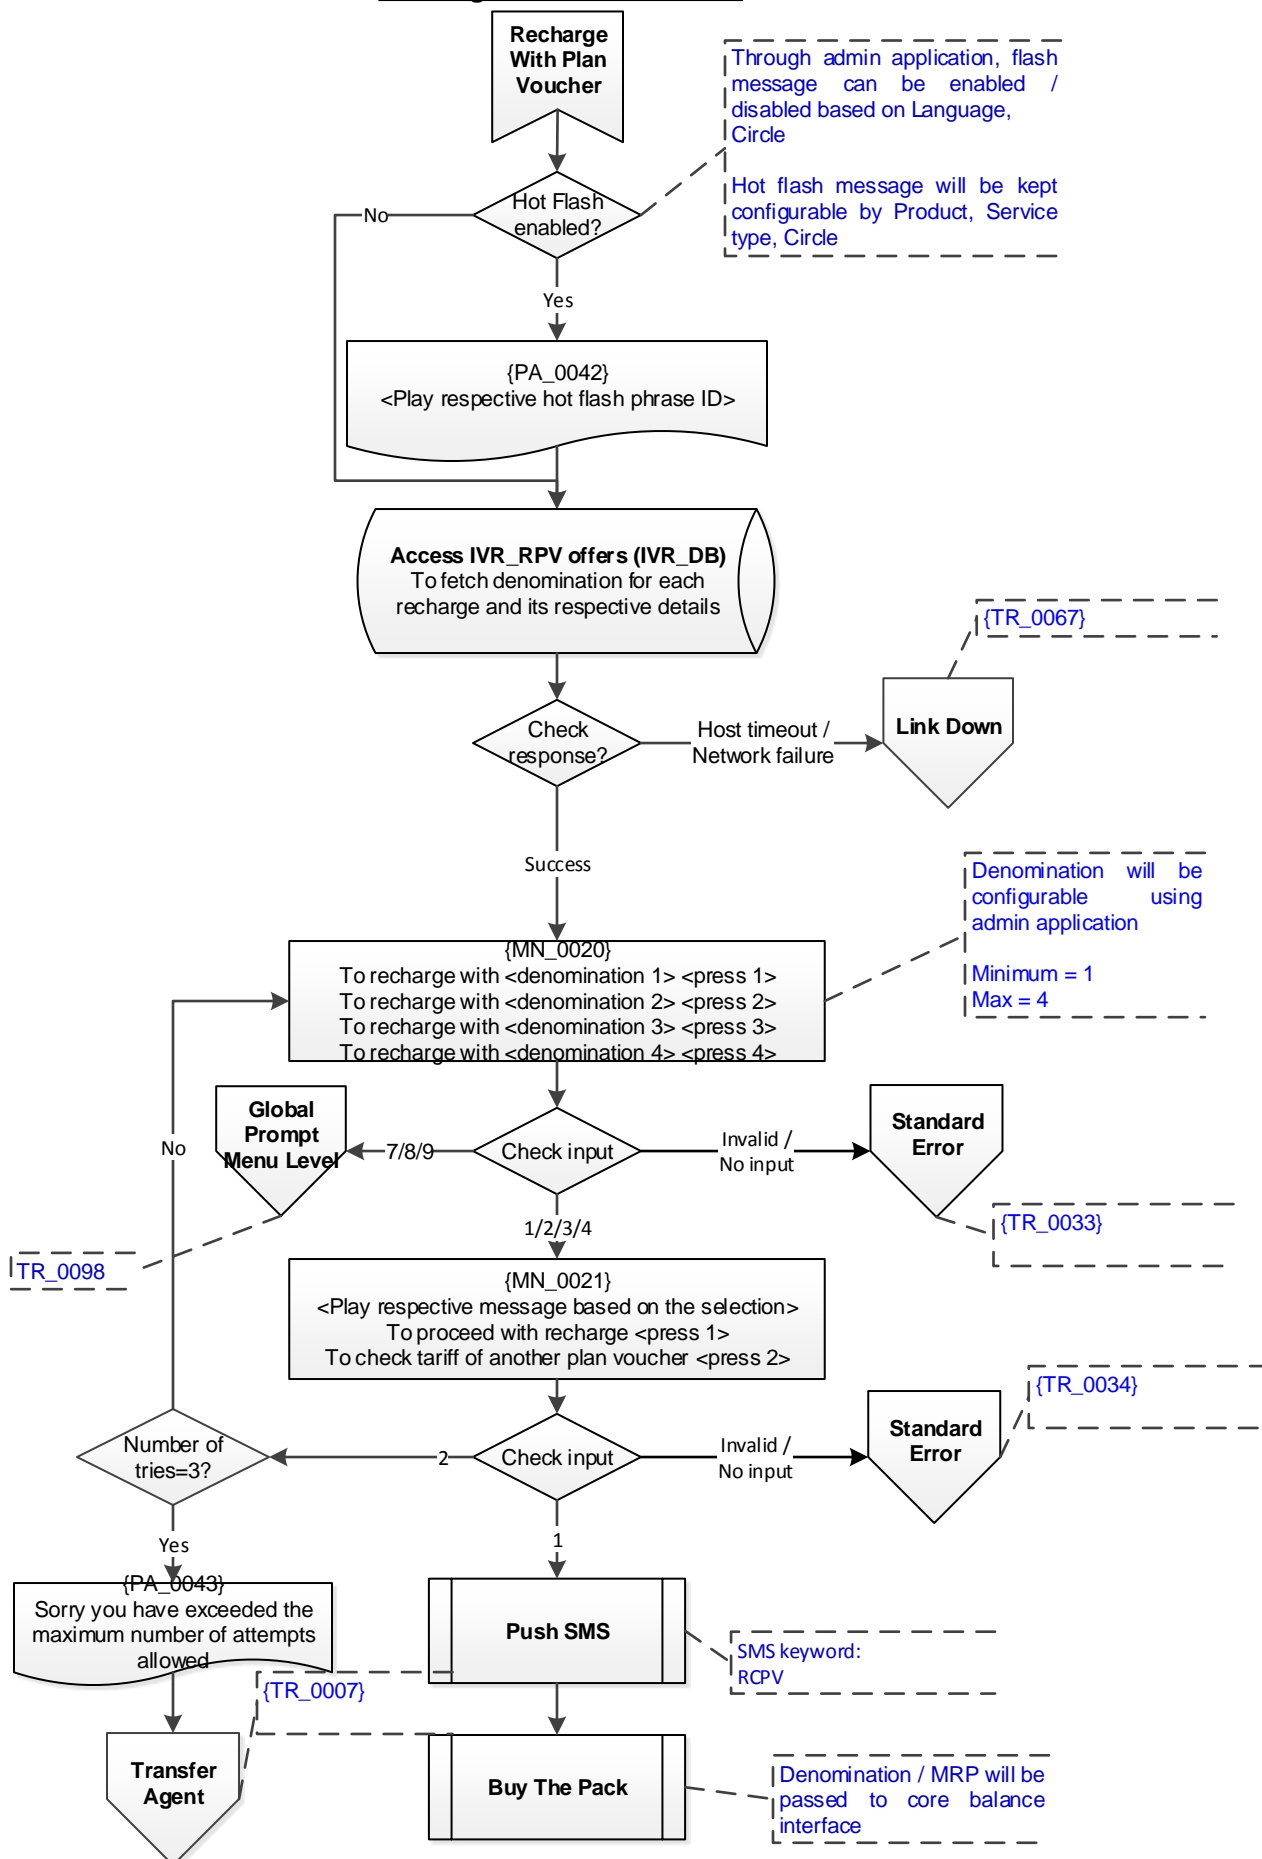 Recharge
With Plan
Voucher
Through admin application, flash
message can be enabled /
disabled based on Language,
Circle
Hot flash message will be kept
configurable by Product, Service
type, Circle
Hot Flash
enabled?
No
Yes
{PA_0042}
<Play respective hot flash phrase ID>
Access IVR_RPV offers (IVR_DB)
To fetch denomination for each
recharge and its respective details
{TR_0067}
Link Down
Check
response?
Host timeout /
Network failure
Success
Denomination will be
configurable using
admin application
Minimum = 1
Max = 4
{MN_0020}
To recharge with <denomination 1> <press 1>
To recharge with <denomination 2> <press 2>
To recharge with <denomination 3> <press 3>
To recharge with <denomination 4> <press 4>
Global
Prompt
Menu Level
No
7/8/9
Check input
Invalid /
No input
Standard
Error
{TR_0033}
1/2/3/4
TR_0098
{MN_0021}
<Play respective message based on the selection>
To proceed with recharge <press 1>
To check tariff of another plan voucher <press 2>
{TR_0034}
Number of
tries=3?
2
Check input
Invalid /
No input
Standard
Error
Yes
1
{PA_0043}
Sorry you have exceeded the
maximum number of attempts
allowed
Push SMS
SMS keyword:
RCPV
{TR_0007}
Transfer
Agent
Buy The Pack
Denomination / MRP will be
passed to core balance
interface